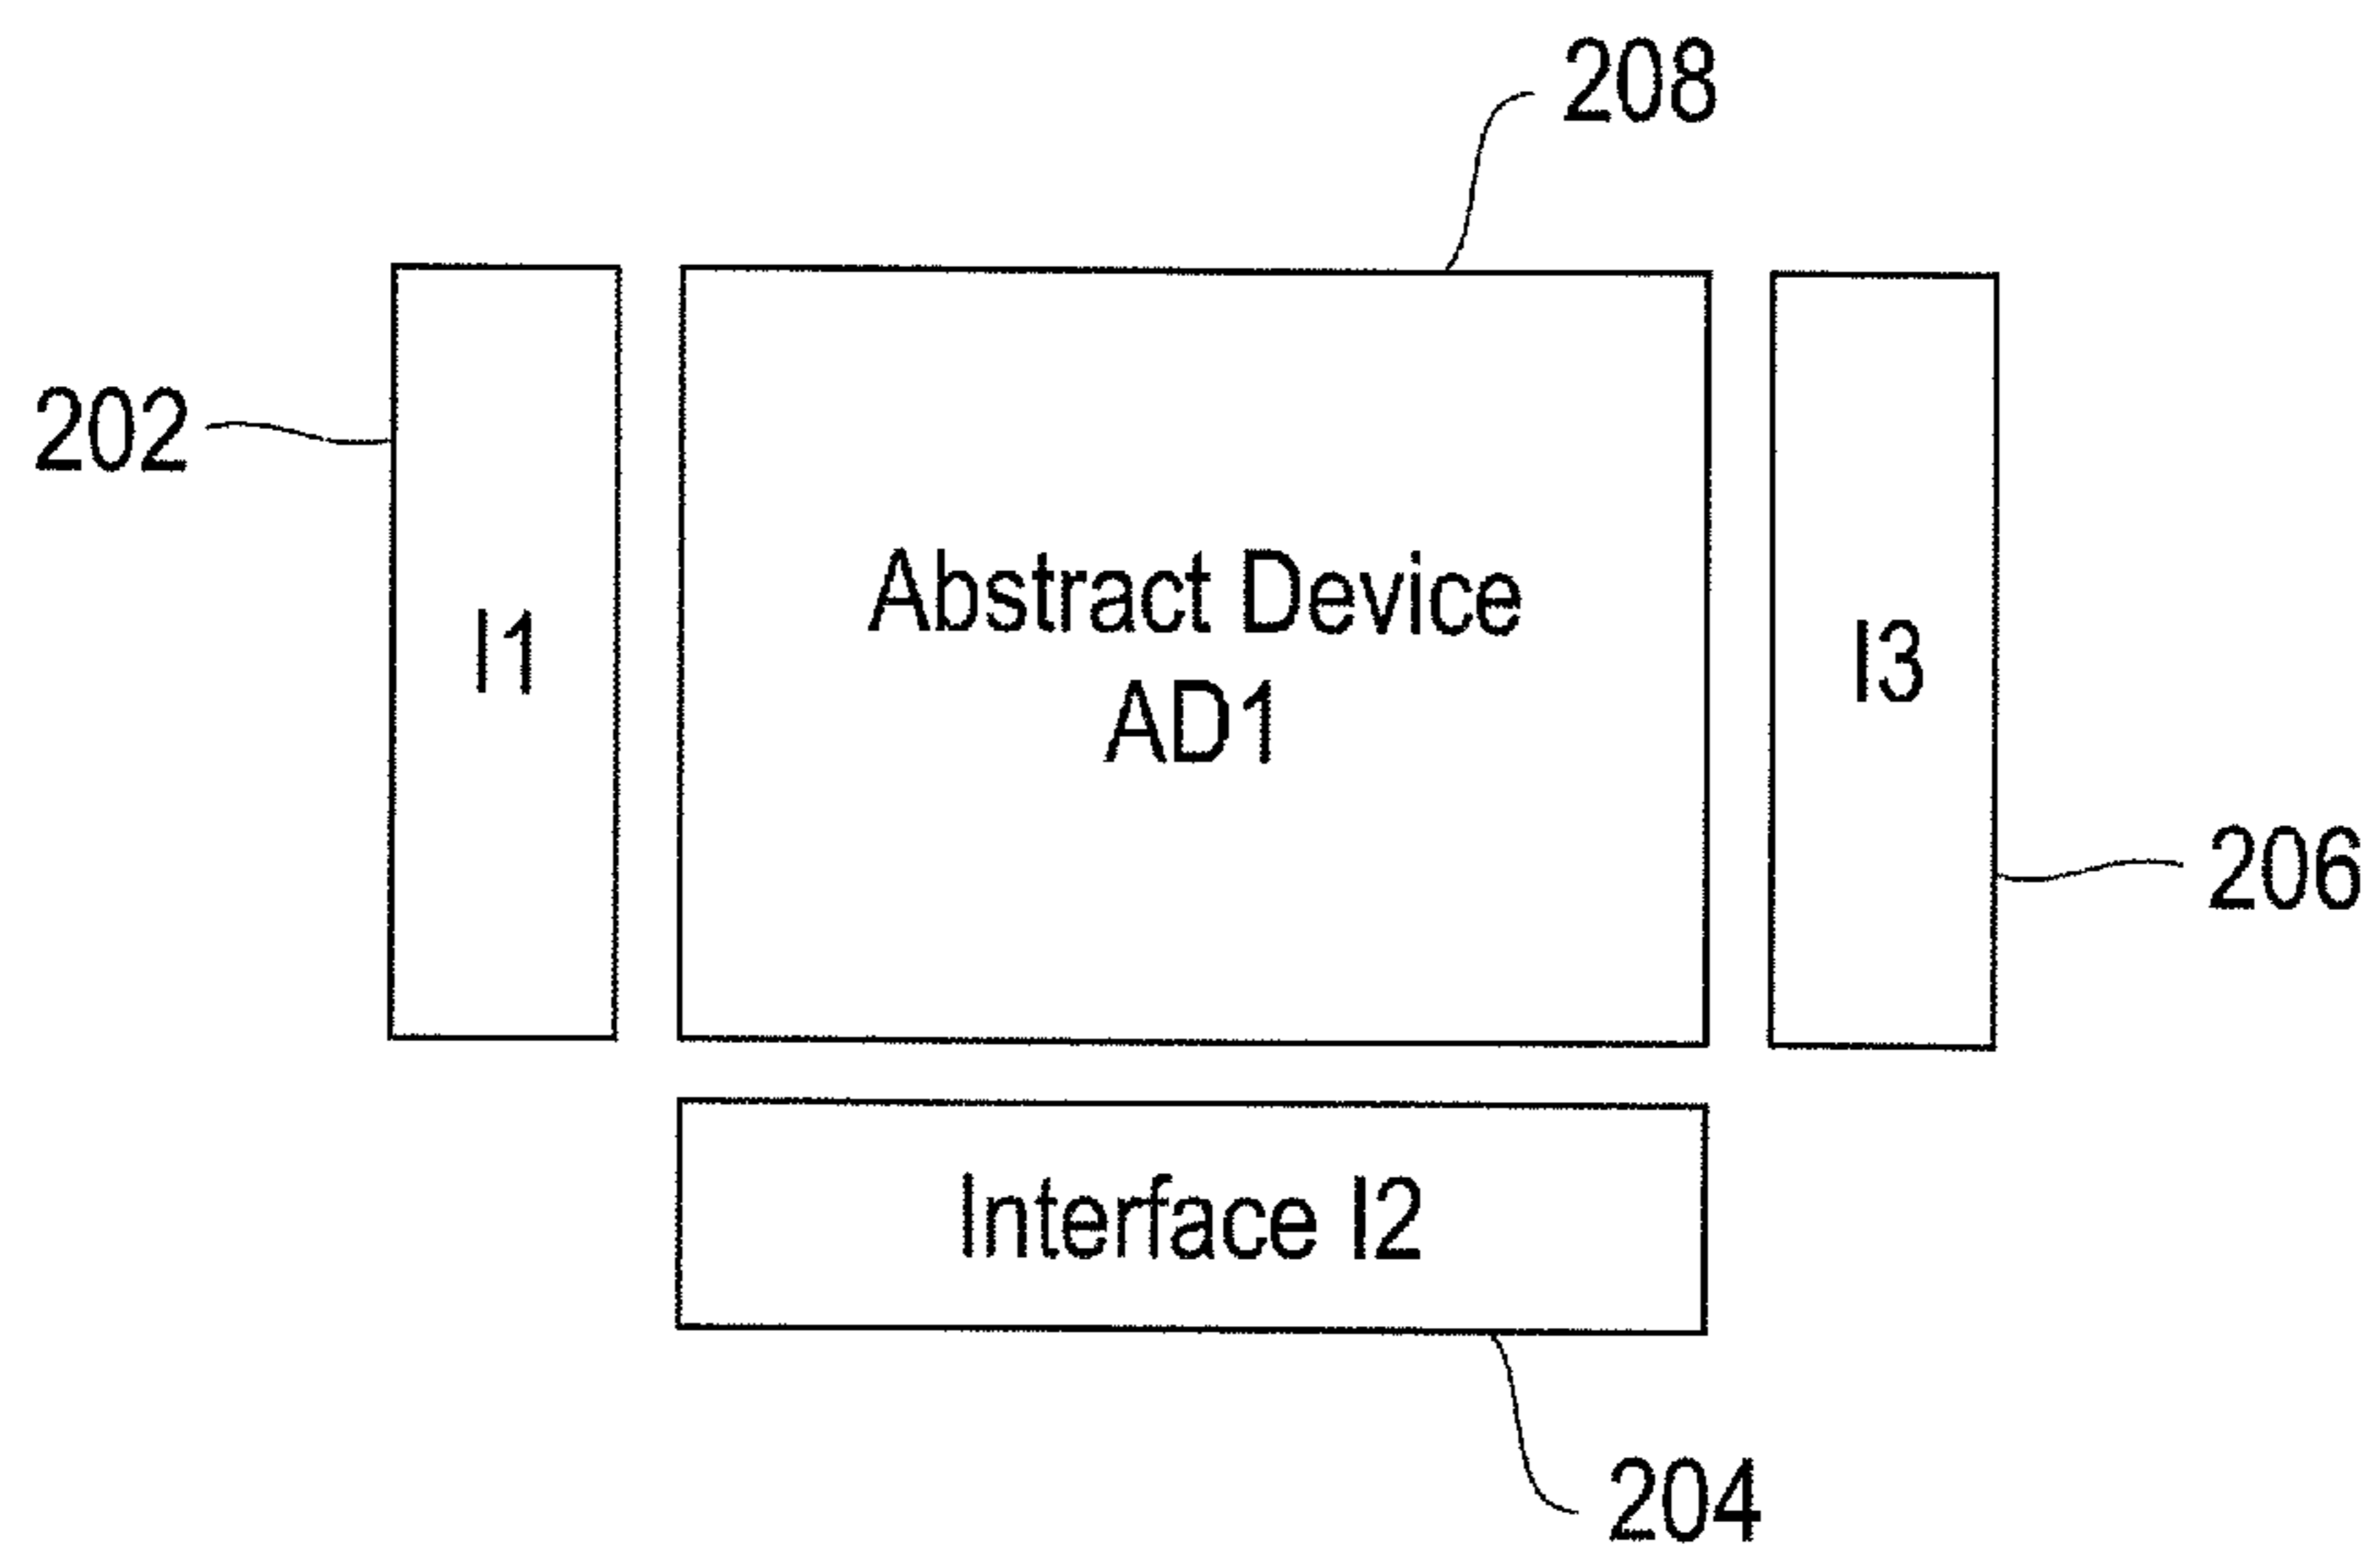 208
202
I1
Abstract Device
AD1
I3
206
Interface I2
204